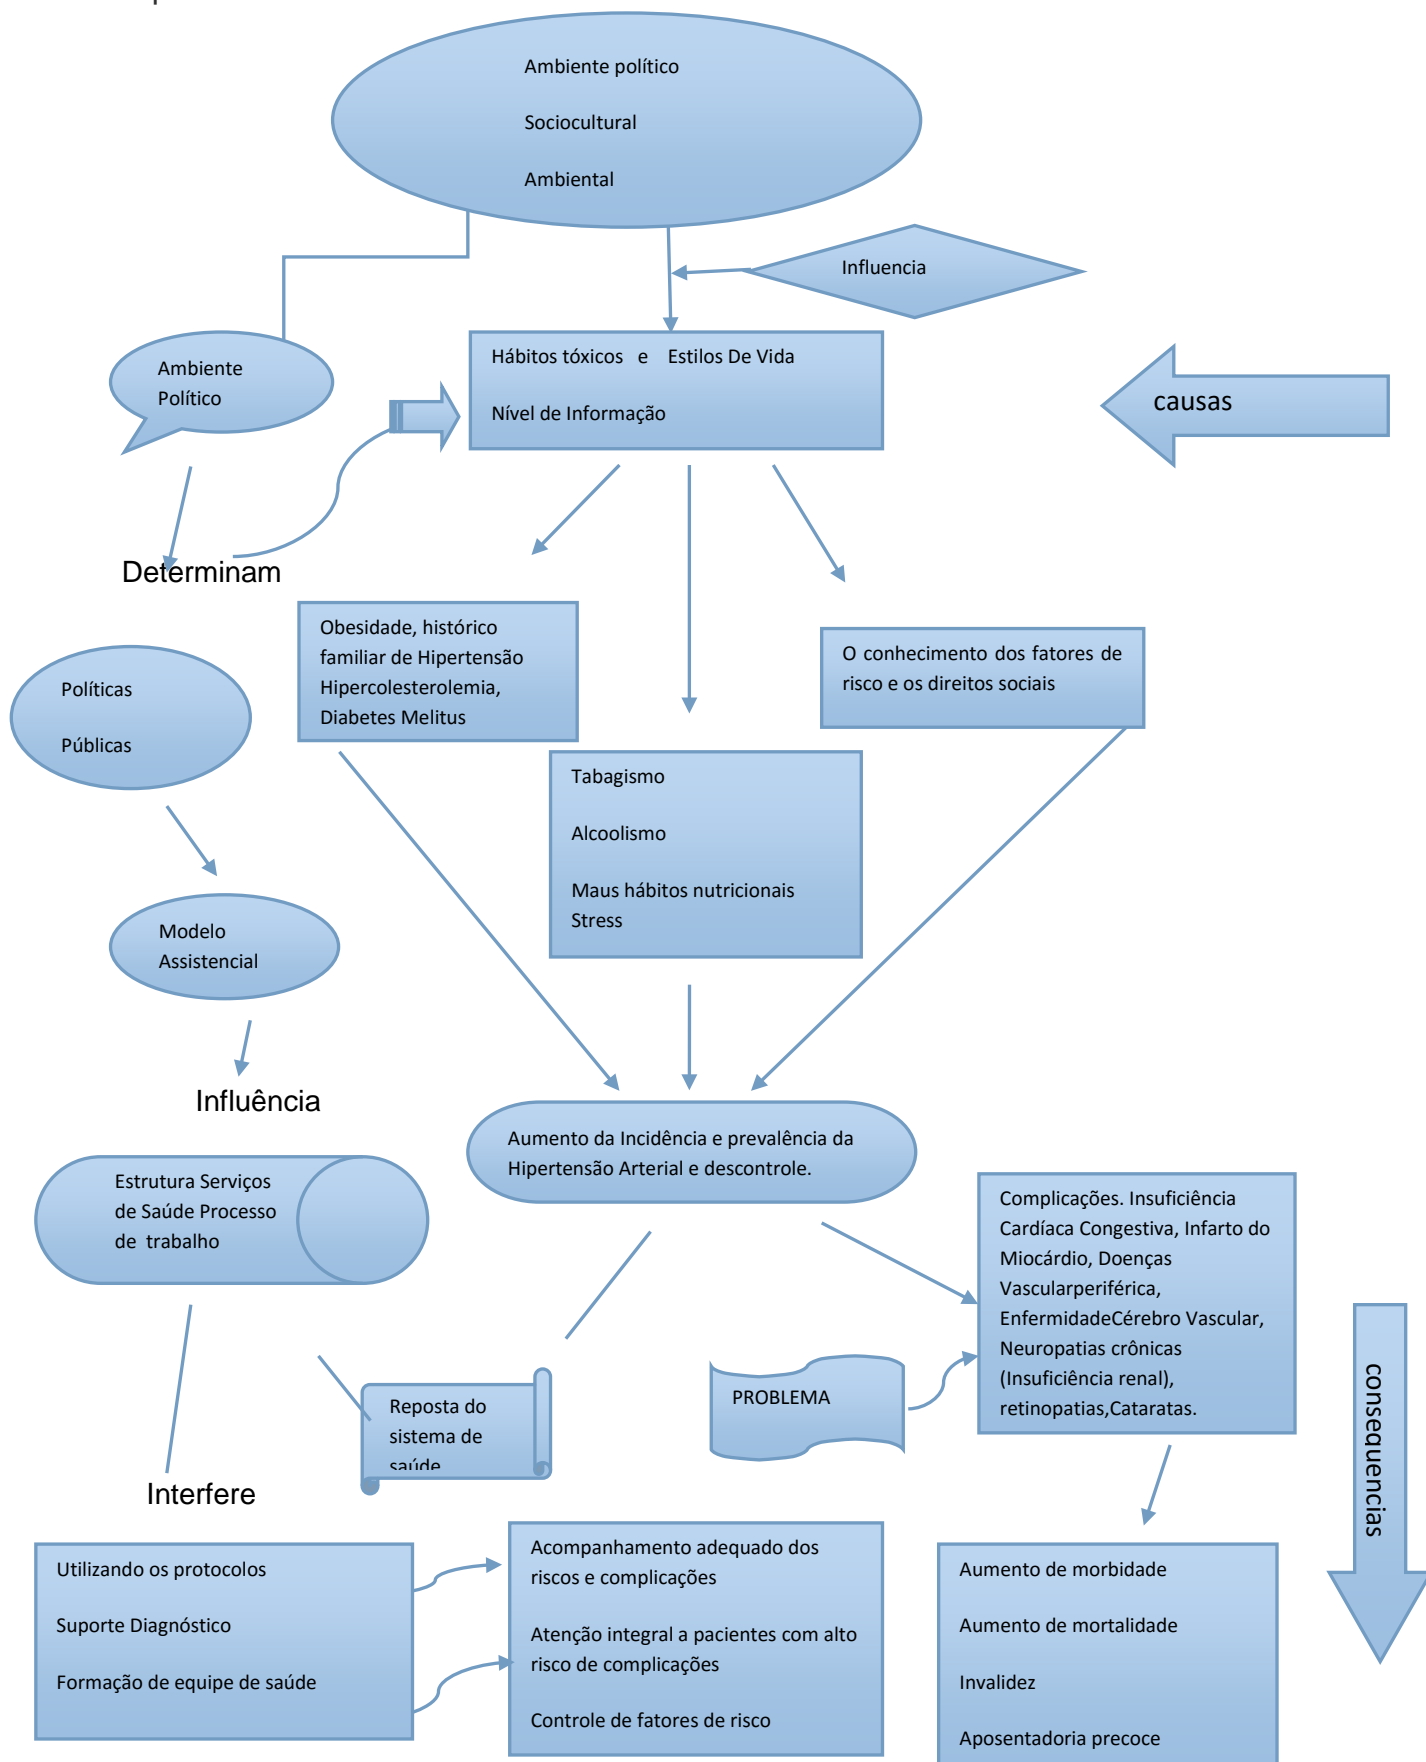 Ambiente político
Sociocultural
Ambiental
Influencia
Hábitos tóxicos e Estilos De Vida
Nível de Informação
Ambiente
Político
causas
Determinam
Obesidade, histórico
familiar de Hipertensão
Hipercolesterolemia,
Diabetes Melitus
O conhecimento dos fatores de
risco e os direitos sociais
Políticas
Públicas
Tabagismo
Alcoolismo
Maus hábitos nutricionais
Stress
Modelo
Assistencial
Influência
Aumento da Incidência e prevalência da
Hipertensão Arterial e descontrole.
Estrutura Serviços
de Saúde Processo
de trabalho
Complicações. Insuficiência
Cardíaca Congestiva, Infarto do
Miocárdio, Doenças
Vascularperiférica,
EnfermidadeCérebro Vascular,
Neuropatias crônicas
(Insuficiência renal),
retinopatias,Cataratas.
PROBLEMA
Reposta do
sistema de
saúde
consequencias
Interfere
Utilizando os protocolos
Suporte Diagnóstico
Formação de equipe de saúde
Acompanhamento adequado dos
riscos e complicações
Atenção integral a pacientes com alto
risco de complicações
Controle de fatores de risco
Aumento de morbidade
Aumento de mortalidade
Invalidez
Aposentadoria precoce